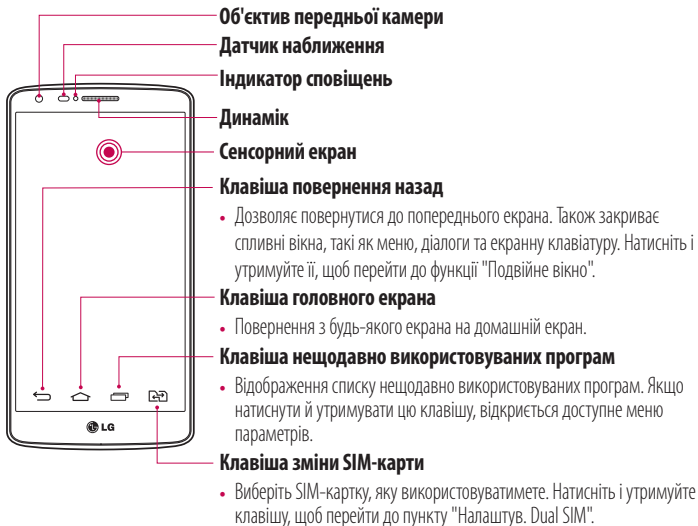 Об'єктив передньої камери
Датчик наближення
Індикатор сповіщень
Динамік
Сенсорний екран
Клавіша повернення назад
• Дозволяє повернутися до попереднього екрана. Також закриває
спливні вікна, такі як меню, діалоги та екранну клавіатуру. Натисніть і
утримуйте її, щоб перейти до функції "Подвійне вікно".
Клавіша головного екрана
• Повернення з будь-якого екрана на домашній екран.
Клавіша нещодавно використовуваних програм
• Відображення списку нещодавно використовуваних програм. Якщо
натиснути й утримувати цю клавішу, відкриється доступне меню
параметрів.
Клавіша зміни SIM-карти
• Виберіть SIM-картку, яку використовуватимете. Натисніть і утримуйте
клавішу, щоб перейти до пункту "Налаштув. Dual SIM".
LG